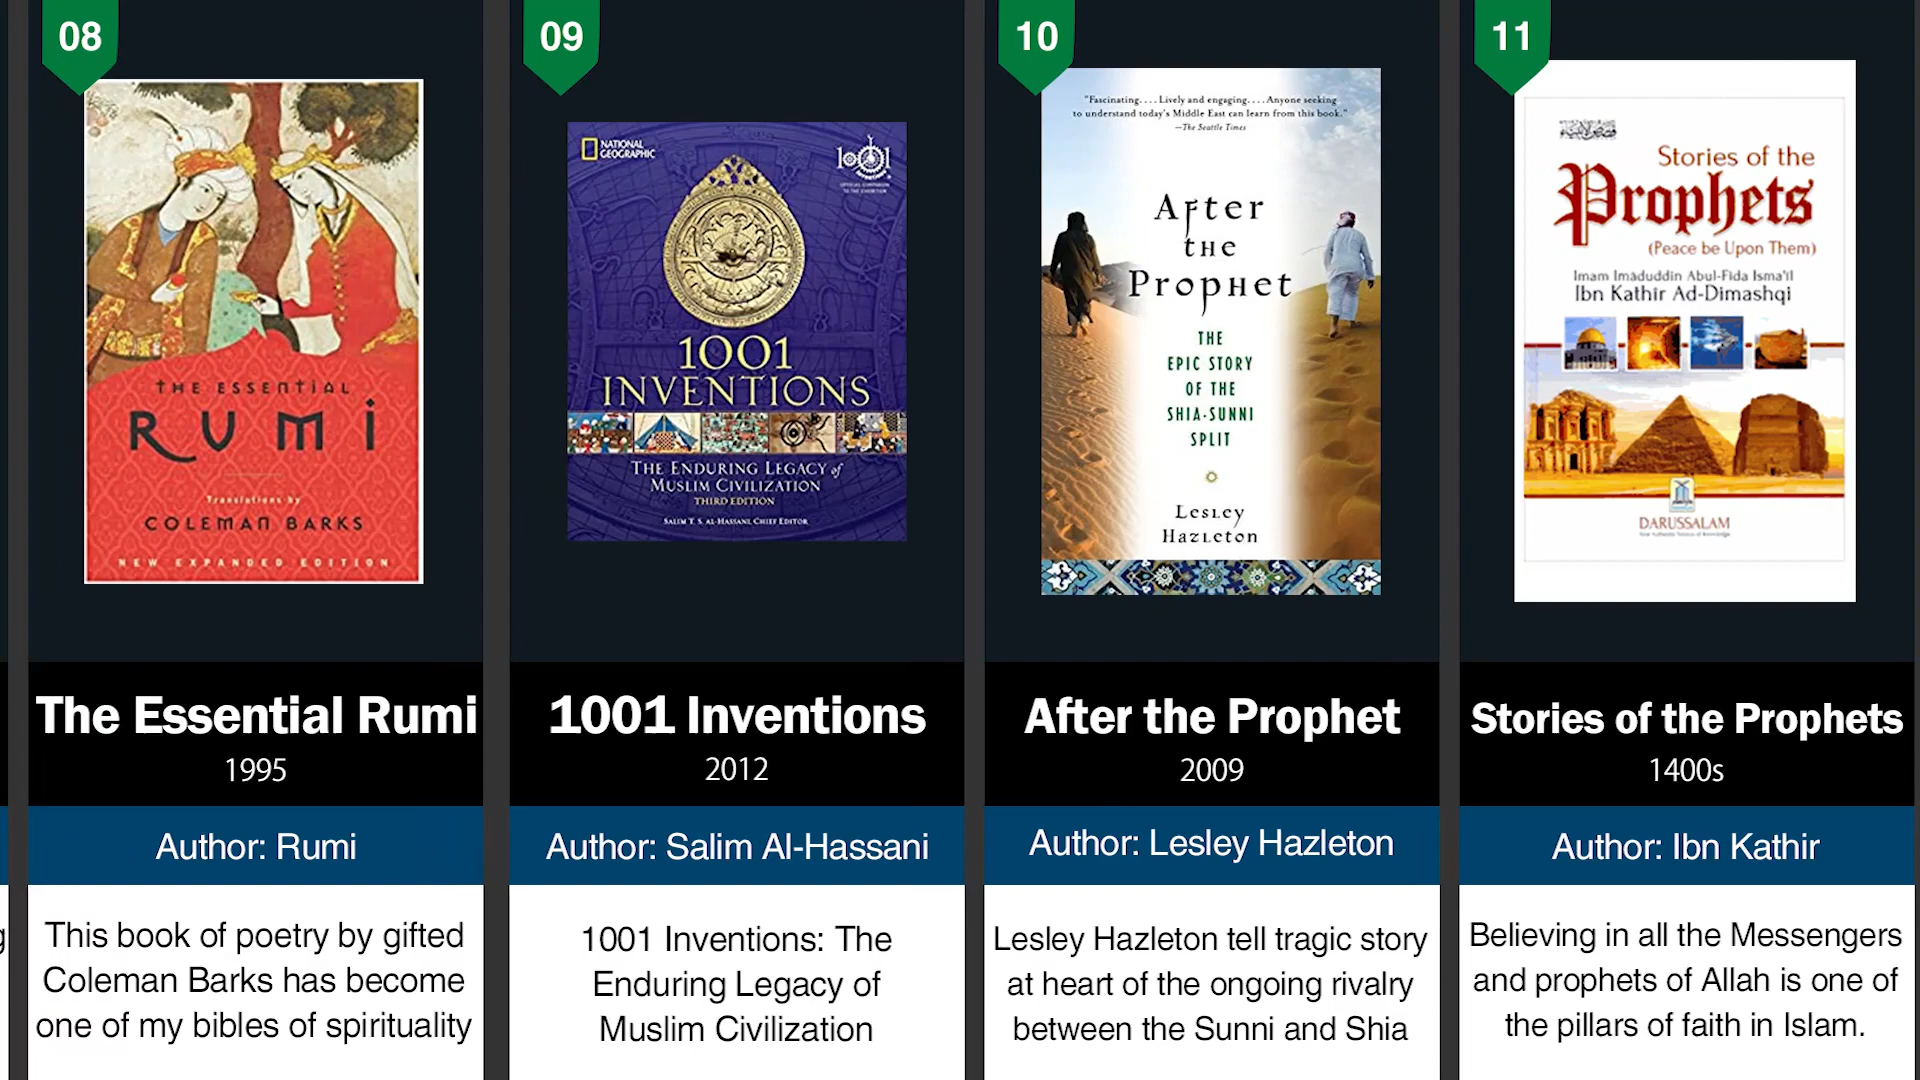 08
THE ESSENTIAL
RUMI
Translations by
COLEMAN BARKS
NEW EXPANDED EDITION
The Essential Rumi
1995
Author: Rumi
This book of poetry by gifted
Coleman Barks has become
one of my bibles of spirituality
09
NATIONAL
GEOGRAPHIC
1001
1001
INVENTIONS
THE ENDURING LEGACY of
MUSLIM CIVILIZATION
THIRD EDITION
SALIM T. S. AL-HASSANI, CHIEF EDITOR
1001 Inventions
2012
Author: Salim Al-Hassani
1001 Inventions: The
Enduring Legacy of
Muslim Civilization
10
"Fascinating. . . . Lively and engaging. . . . Anyone seeking
to understand today's Middle East can learn from this book."
—The Seattle Times
After
the
Prophet
THE
EPIC STORY
OF THE
SHIA-SUNNI
SPLIT
Lesley
Hazleton
After the Prophet
2009
Author: Lesley Hazleton
Lesley Hazleton tell tragic story
at heart of the ongoing rivalry
between the Sunni and Shia
11
Stories of the
Prophets
(Peace be Upon Them)
Imam Imaduddin Abul-Fida Isma'il
Ibn Kathir Ad-Dimashqi
DARUSSALAM
Stories of the Prophets
1400s
Author: Ibn Kathir
Believing in all the Messengers
and prophets of Allah is one of
the pillars of faith in Islam.